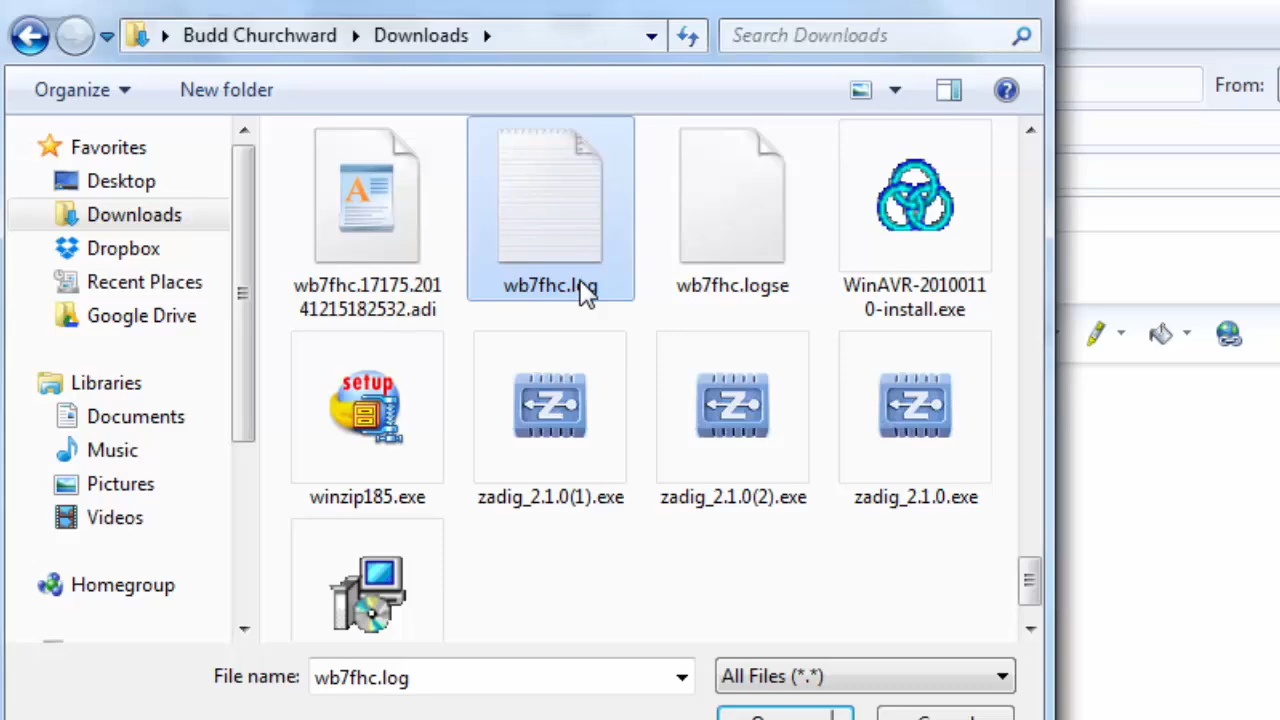 Budd Churchward Downloads
Search Downloads
Organize
New folder
From:
Favorites
Desktop
Downloads
Dropbox
Recent Places
Google Drive
Libraries
Documents
Music
Pictures
Videos
Homegroup
wb7fhc.17175.201
41215182532.adi
wb7fhc.log
wb7fhc.logse
WinAVR-2010011
0-install.exe
setup
winzip185.exe
zadig_2.1.0(1).exe
zadig_2.1.0(2).exe
zadig_2.1.0.exe
File name: wb7fhc.log
All Files (*.*)